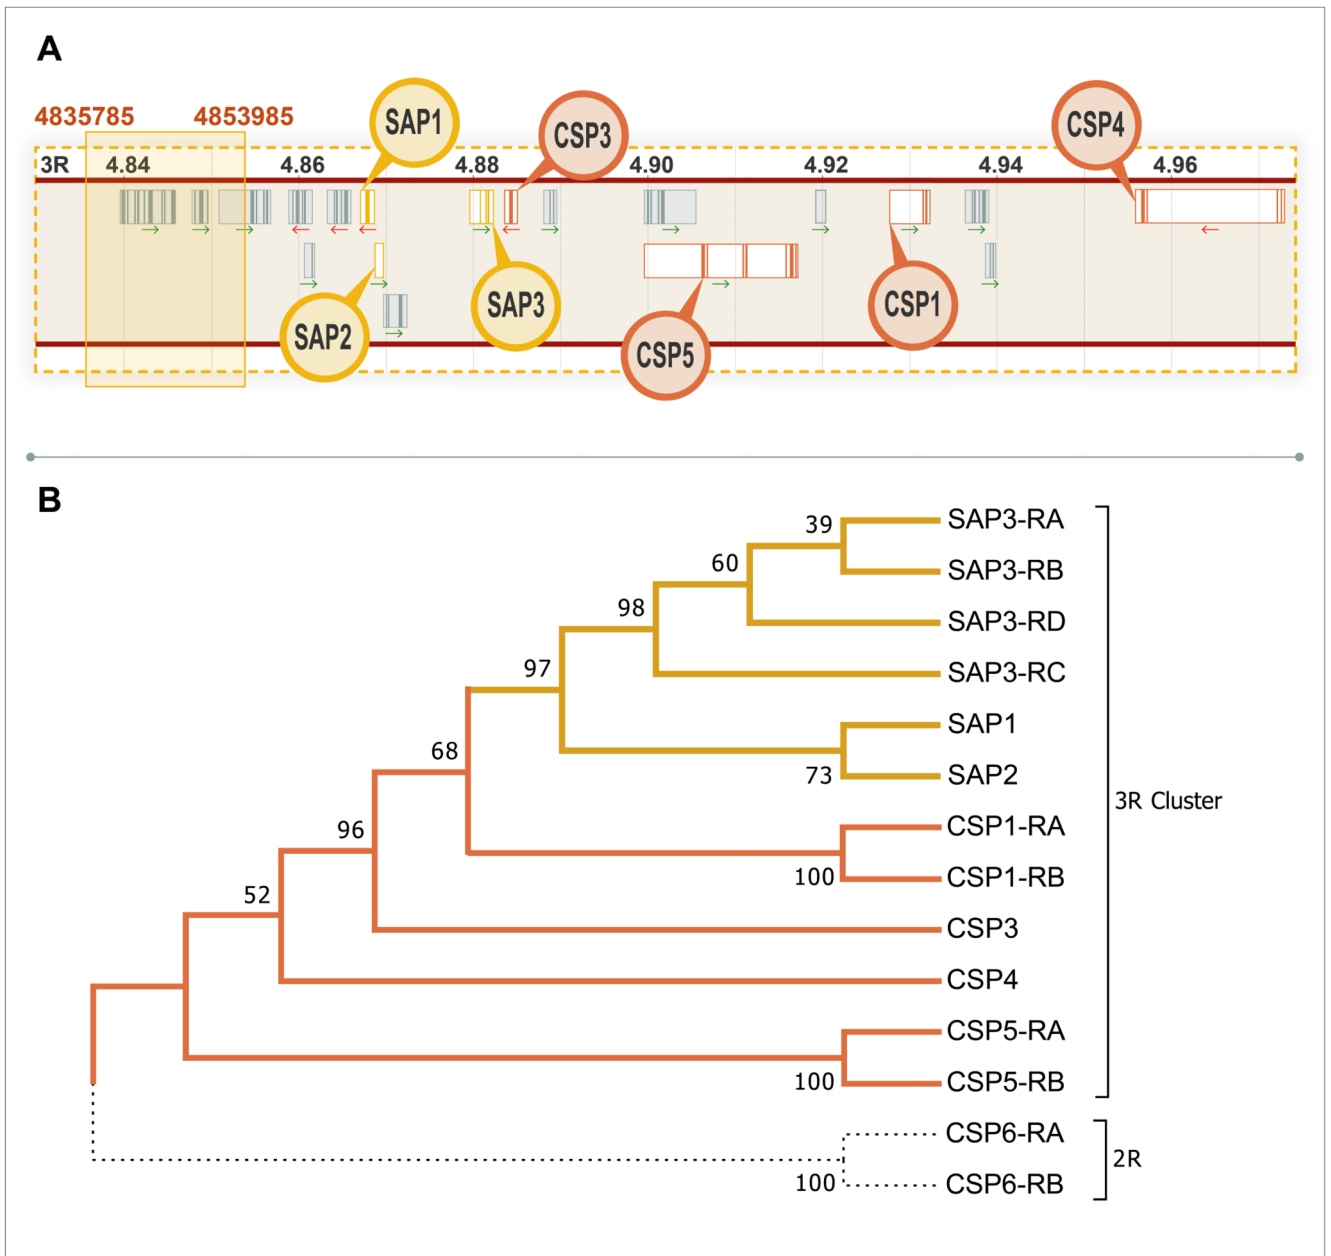 A
4835785 4853985
SAP1 CSP3 CSP4
3R 4.84 4.86 4.88 4.90 4.92 4.94 4.96
SAP2 SAP3 CSP5 CSP1
B
39 SAP3-RA
60 SAP3-RB
98 SAP3-RD
97 SAP3-RC
68 SAP1
73 SAP2
3R Cluster
96 CSP1-RA
100 CSP1-RB
52 CSP3
CSP4
CSP5-RA
100 CSP5-RB
CSP6-RA
2R
100 CSP6-RB